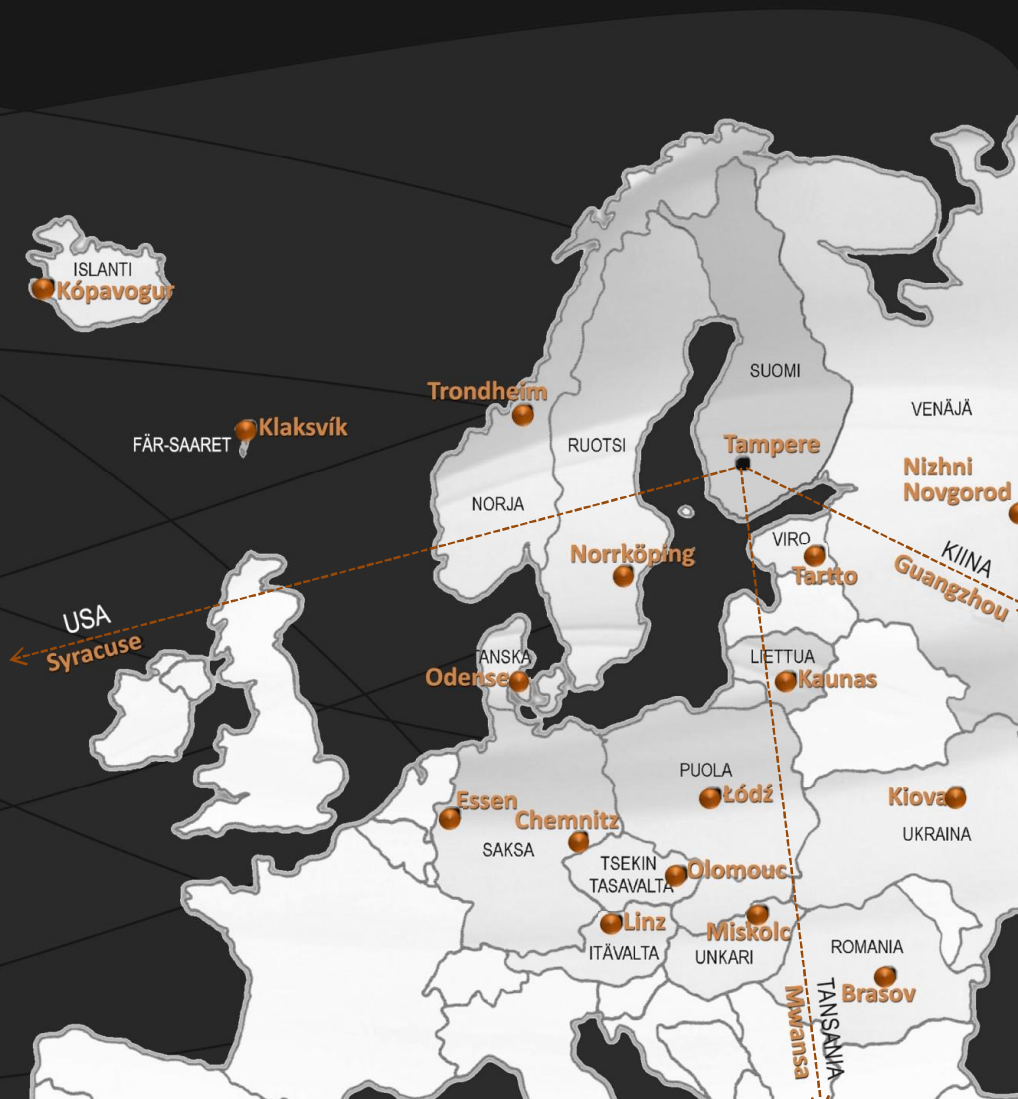 ISLANTI
Kópavogur
Trondheim
SUOMI
VENÄJÄ
FÄR-SAARET
Klaksvík
RUOTSI
Tampere
Nizhni
Novgorod
NORJA
VIRO
Norrköping
Tartto
KIINA
Guangzhou
USA
Syracuse
TANSKA
Odense
LIETTUA
Kaunas
PUOLA
Łódź
Essen
Chemnitz
SAKSA
Kiova
UKRAINA
TSEKIN
TASAVALTA
Olomouc
Linz
ITÄVALTA
Miskolc
UNKARI
ROMANIA
Brasov
TANSANIA
Mwansa